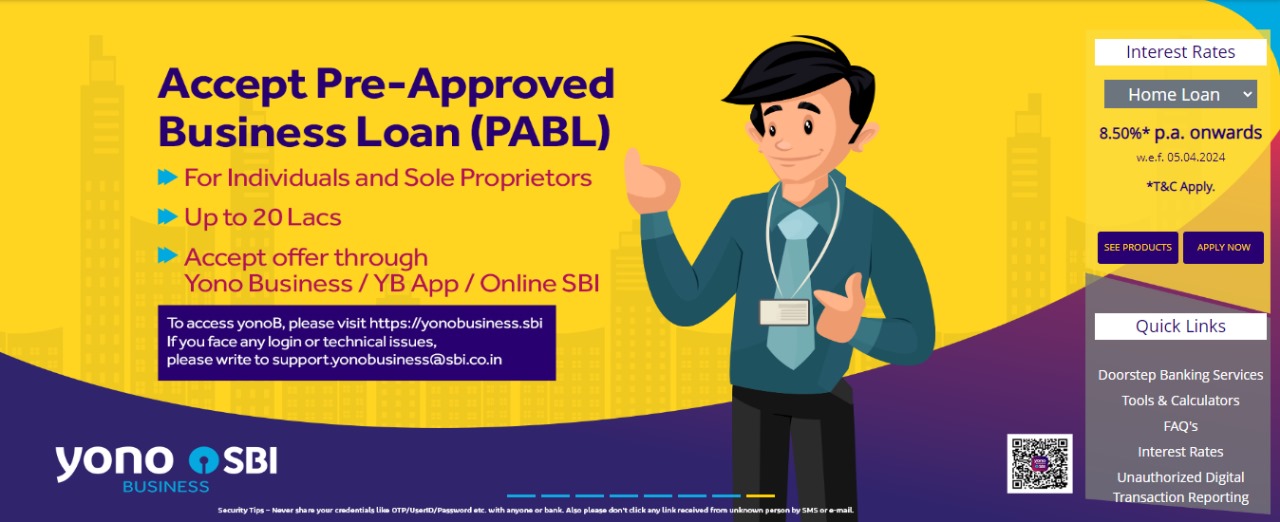 Accept Pre-Approved
Business Loan (PABL)
For Individuals and Sole Proprietors
Up to 20 Lacs
Accept offer through
Yono Business / YB App / Online SBI
To access yonoB, please visit https://yonobusiness.sbi
If you face any login or technical issues,
please write to support.yonobusiness@sbi.co.in
yono SBI
BUSINESS
Security Tips – Never share your credentials like OTP/UserID/Password etc. with anyone or bank. Also please don't click any link received from unknown person by SMS or e-mail.
Interest Rates
Home Loan
8.50%* p.a. onwards
w.e.f. 05.04.2024
*T&C Apply.
SEE PRODUCTS APPLY NOW
Quick Links
Doorstep Banking Services
Tools & Calculators
FAQ's
Interest Rates
Unauthorized Digital
Transaction Reporting